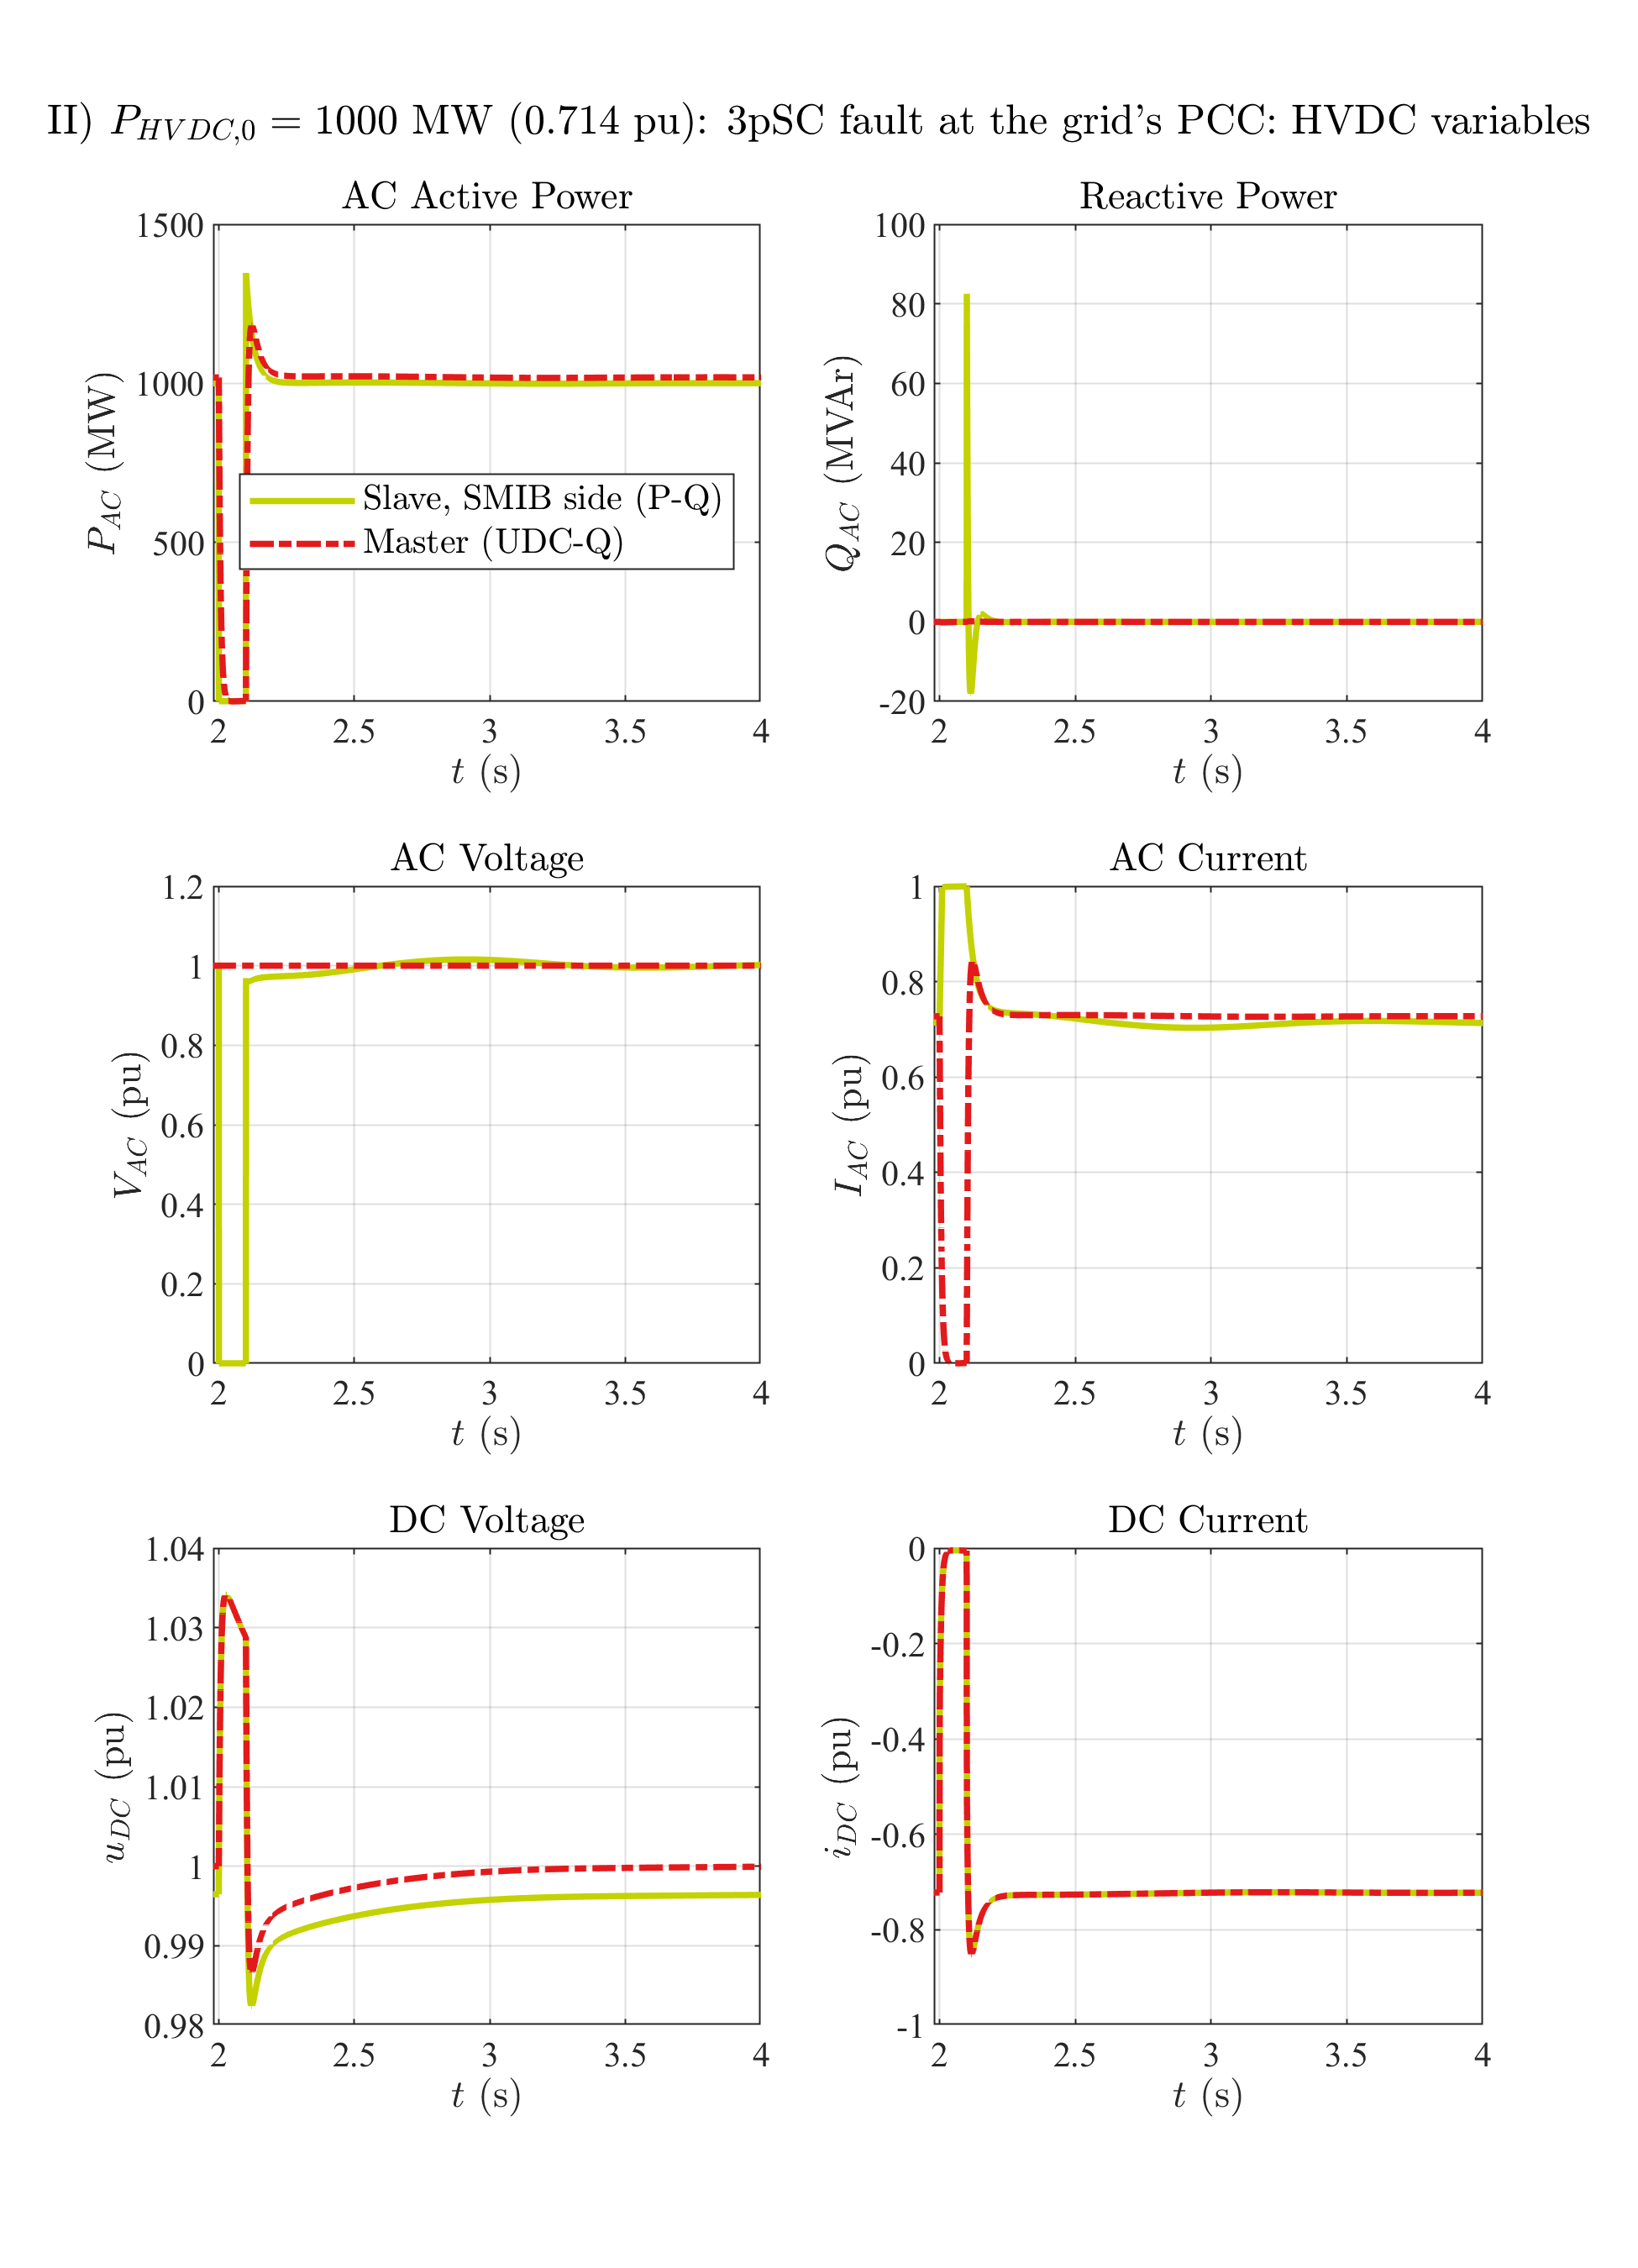 II) P_{HVDC,0} = 1000 MW (0.714 pu): 3pSC fault at the grid's PCC: HVDC variables
AC Active Power
1500
1000
500
0
P_{AC} (MW)
Slave, SMIB side (P-Q)
Master (UDC-Q)
2 2.5 3 3.5 4
t (s)
Reactive Power
100
80
60
40
20
0
-20
Q_{AC} (MVAr)
2 2.5 3 3.5 4
t (s)
AC Voltage
1.2
1
0.8
0.6
0.4
0.2
0
V_{AC} (pu)
2 2.5 3 3.5 4
t (s)
AC Current
1
0.8
0.6
0.4
0.2
0
I_{AC} (pu)
2 2.5 3 3.5 4
t (s)
DC Voltage
1.04
1.03
1.02
1.01
1
0.99
0.98
u_{DC} (pu)
2 2.5 3 3.5 4
t (s)
DC Current
0
-0.2
-0.4
-0.6
-0.8
-1
i_{DC} (pu)
2 2.5 3 3.5 4
t (s)